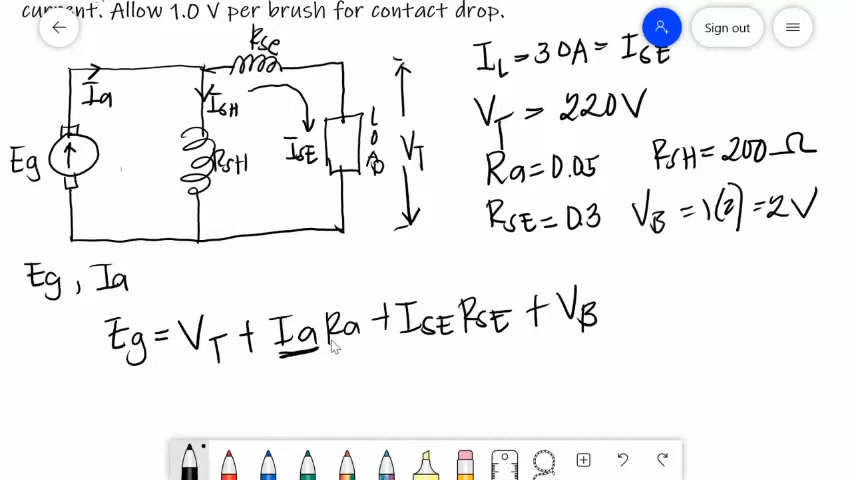 current. Allow 1.0 V per brush for contact drop.
Sign out
Rse
Ia
ISH
Eg
RSH
ISE
LOAD
VT
IL = 30A = ISE
VT = 220V
Ra = 0.05
RSH = 200 Ω
RSE = 0.3
VB = 1(2) = 2V
Eg, Ia
Eg = VT + IaRa + ISE RSE + VB